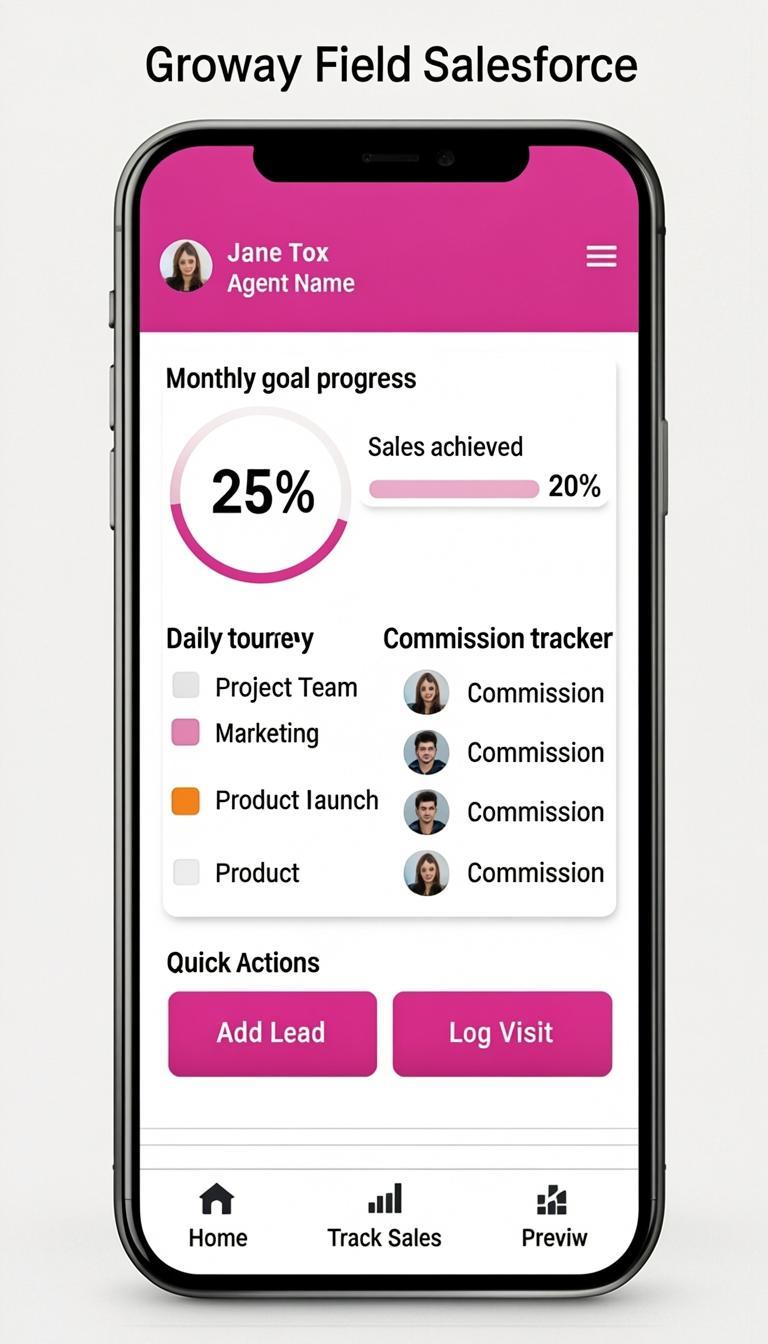 Groway Field Salesforce
Jane Tox
Agent Name
Monthly goal progress
25%
Sales achieved
20%
Daily
Commission tracker
Project Team
Commission
Marketing
Commission
Product launch
Commission
Product
Commission
Quick Actions
Add Lead
Log Visit
Home
Track Sales
Previw